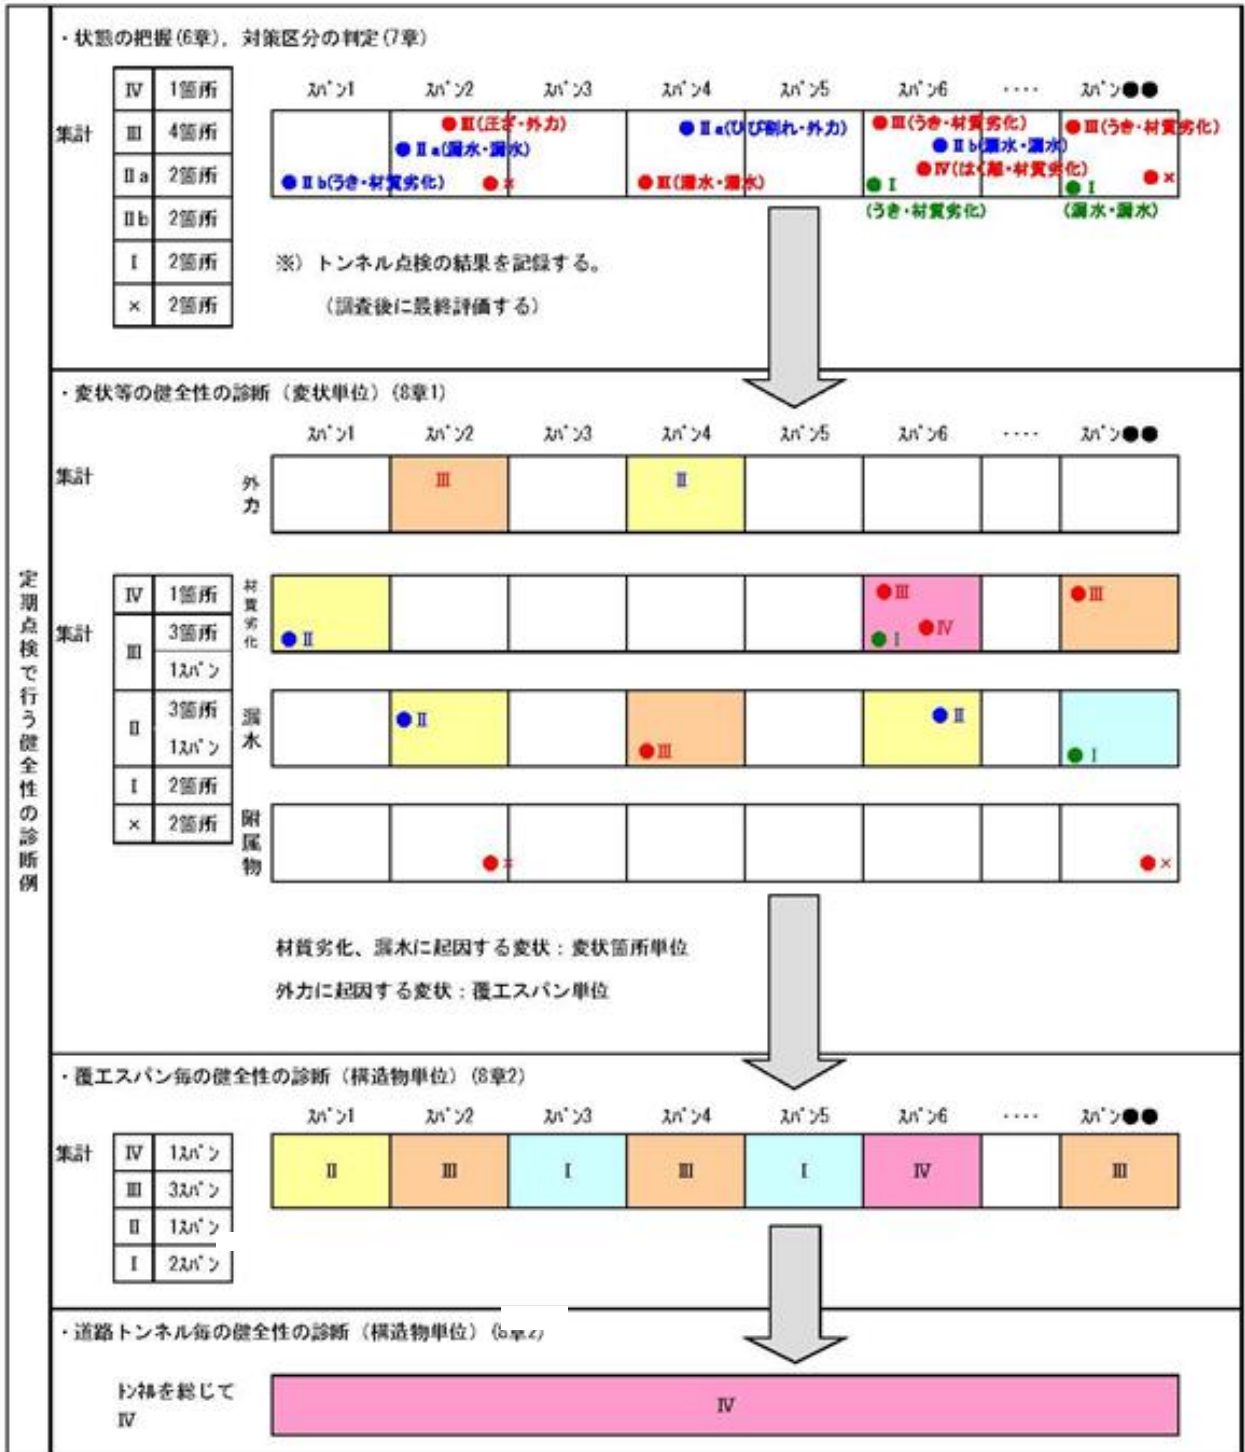 定期点検で行う健全性の診断例
・状態の把握(6章), 対策区分の判定(7章)
集計
Ⅳ 1箇所
Ⅲ 4箇所
Ⅱa 2箇所
Ⅱb 2箇所
Ⅰ 2箇所
× 2箇所
ｽﾊﾟﾝ1 ｽﾊﾟﾝ2 ｽﾊﾟﾝ3 ｽﾊﾟﾝ4 ｽﾊﾟﾝ5 ｽﾊﾟﾝ6 ‥‥ ｽﾊﾟﾝ●●
●Ⅱb(うき・材質劣化)
●Ⅲ(圧ざ・外力)
●Ⅱa(漏水・漏水)
●×
●Ⅱa(ひび割れ・外力)
●Ⅲ(漏水・漏水)
●Ⅲ(うき・材質劣化)
●Ⅱb(漏水・漏水)
●Ⅳ(はく離・材質劣化)
●Ⅰ
(うき・材質劣化)
●Ⅲ(うき・材質劣化)
●×
●Ⅰ
(漏水・漏水)
※）トンネル点検の結果を記録する。
（調査後に最終評価する）
・変状等の健全性の診断（変状単位）(8章1)
ｽﾊﾟﾝ1 ｽﾊﾟﾝ2 ｽﾊﾟﾝ3 ｽﾊﾟﾝ4 ｽﾊﾟﾝ5 ｽﾊﾟﾝ6 ‥‥ ｽﾊﾟﾝ●●
集計
外力
Ⅲ Ⅱ
集計
Ⅳ 1箇所
Ⅲ 3箇所
1ｽﾊﾟﾝ
Ⅱ 3箇所
1ｽﾊﾟﾝ
Ⅰ 2箇所
× 2箇所
材質劣化
●Ⅱ
●Ⅲ
●Ⅳ
●Ⅰ
●Ⅲ
漏水
●Ⅱ
●Ⅲ
●Ⅱ
●Ⅰ
附属物
●×
●×
材質劣化、漏水に起因する変状：変状箇所単位
外力に起因する変状：覆工スパン単位
・覆工スパン毎の健全性の診断（構造物単位）(8章2)
ｽﾊﾟﾝ1 ｽﾊﾟﾝ2 ｽﾊﾟﾝ3 ｽﾊﾟﾝ4 ｽﾊﾟﾝ5 ｽﾊﾟﾝ6 ‥‥ ｽﾊﾟﾝ●●
集計
Ⅳ 1ｽﾊﾟﾝ
Ⅲ 3ｽﾊﾟﾝ
Ⅱ 1ｽﾊﾟﾝ
Ⅰ 2ｽﾊﾟﾝ
Ⅱ Ⅲ Ⅰ Ⅲ Ⅰ Ⅳ Ⅲ
・道路トンネル毎の健全性の診断（構造物単位）(8章2)
ﾄﾝﾈﾙを総じて
Ⅳ
Ⅳ